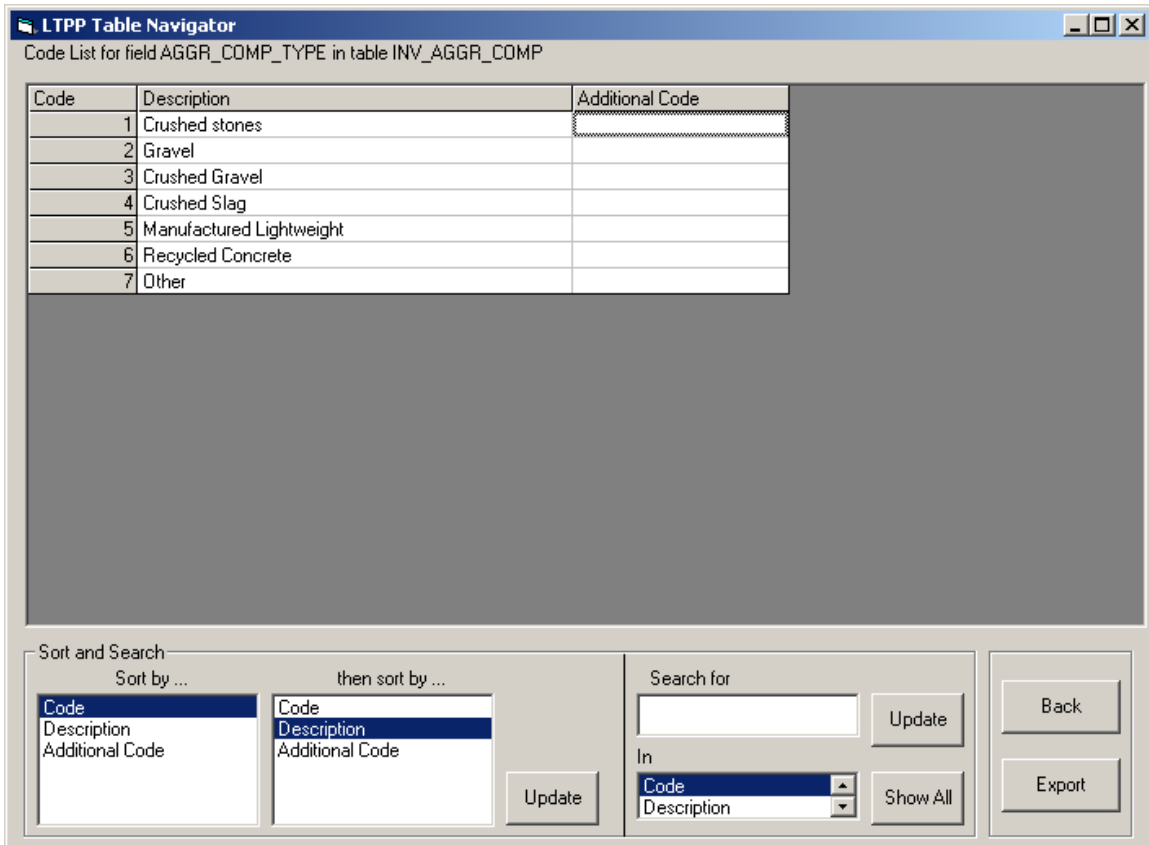 LTPP Table Navigator
Code List for field AGGR_COMP_TYPE in table INV_AGGR_COMP
Code Description Additional Code
1 Crushed stones
2 Gravel
3 Crushed Gravel
4 Crushed Slag
5 Manufactured Lightweight
6 Recycled Concrete
7 Other
Sort and Search
Sort by ...
Code
Description
Additional Code
then sort by ...
Code
Description
Additional Code
Update
Search for
Update
In
Code
Description
Show All
Back
Export